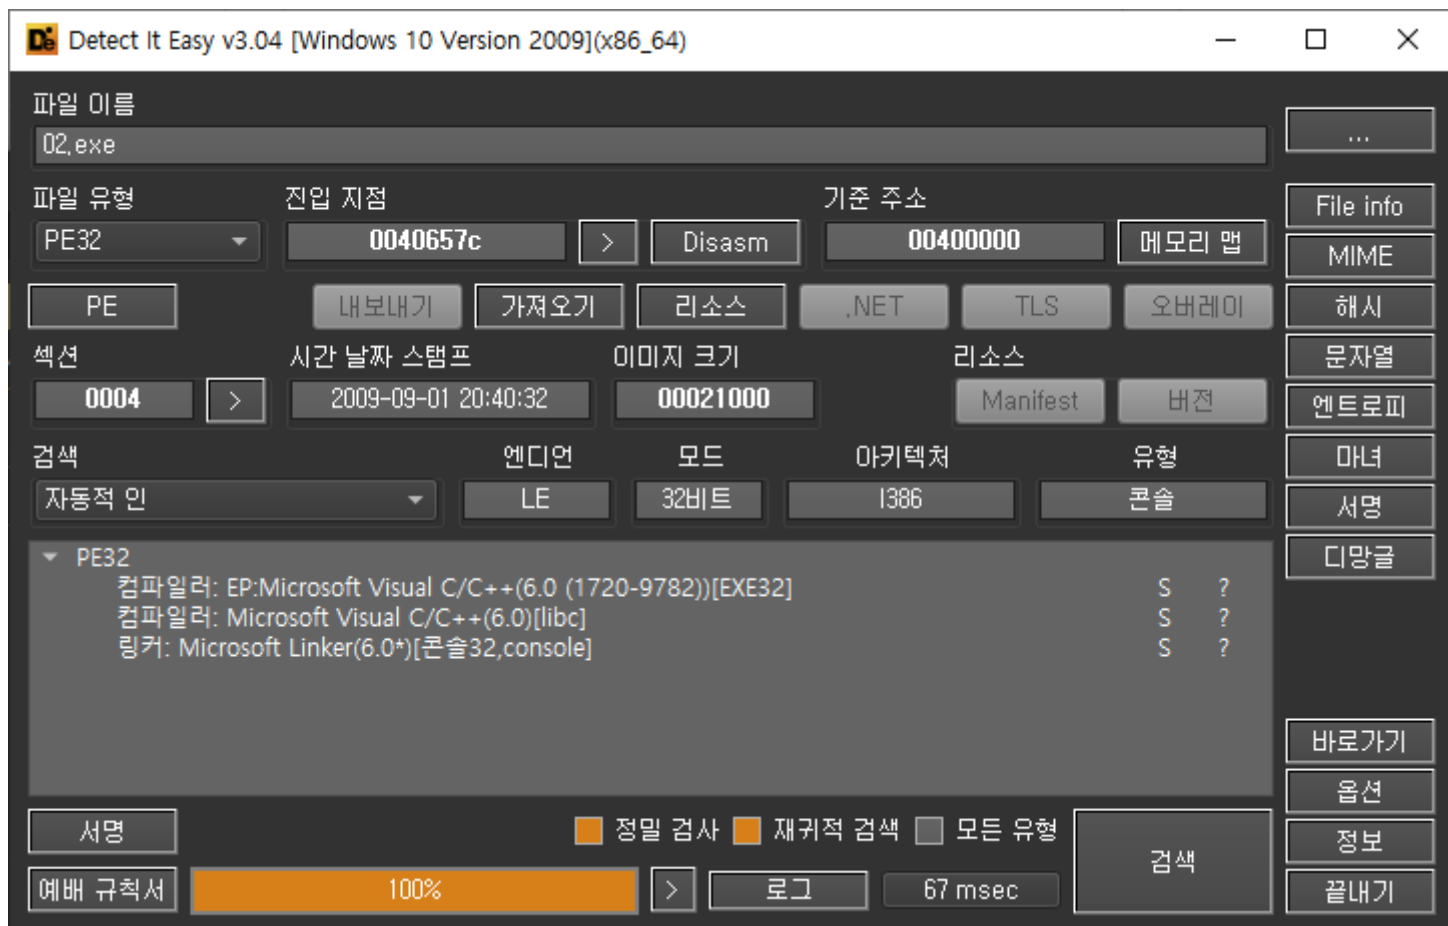 Detect It Easy v3.04 [Windows 10 Version 2009](x86_64)
파일 이름
02.exe
...
파일 유형 진입 지점 기준 주소
PE32 0040657c > Disasm 00400000 메모리 맵
File info
MIME
PE 내보내기 가져오기 리소스 .NET TLS 오버레이
해시
섹션 시간 날짜 스탬프 이미지 크기 리소스
문자열
0004 > 2009-09-01 20:40:32 00021000 Manifest 버전
엔트로피
검색 엔디언 모드 아키텍처 유형
마녀
자동적 인 LE 32비트 I386 콘솔
서명
디망글
PE32
컴파일러: EP:Microsoft Visual C/C++(6.0 (1720-9782))[EXE32] S ?
컴파일러: Microsoft Visual C/C++(6.0)[libc] S ?
링커: Microsoft Linker(6.0*)[콘솔32,console] S ?
바로가기
옵션
서명 정밀 검사 재귀적 검색 모든 유형
정보
검색
예배 규칙서 100% > 로그 67 msec
끝내기